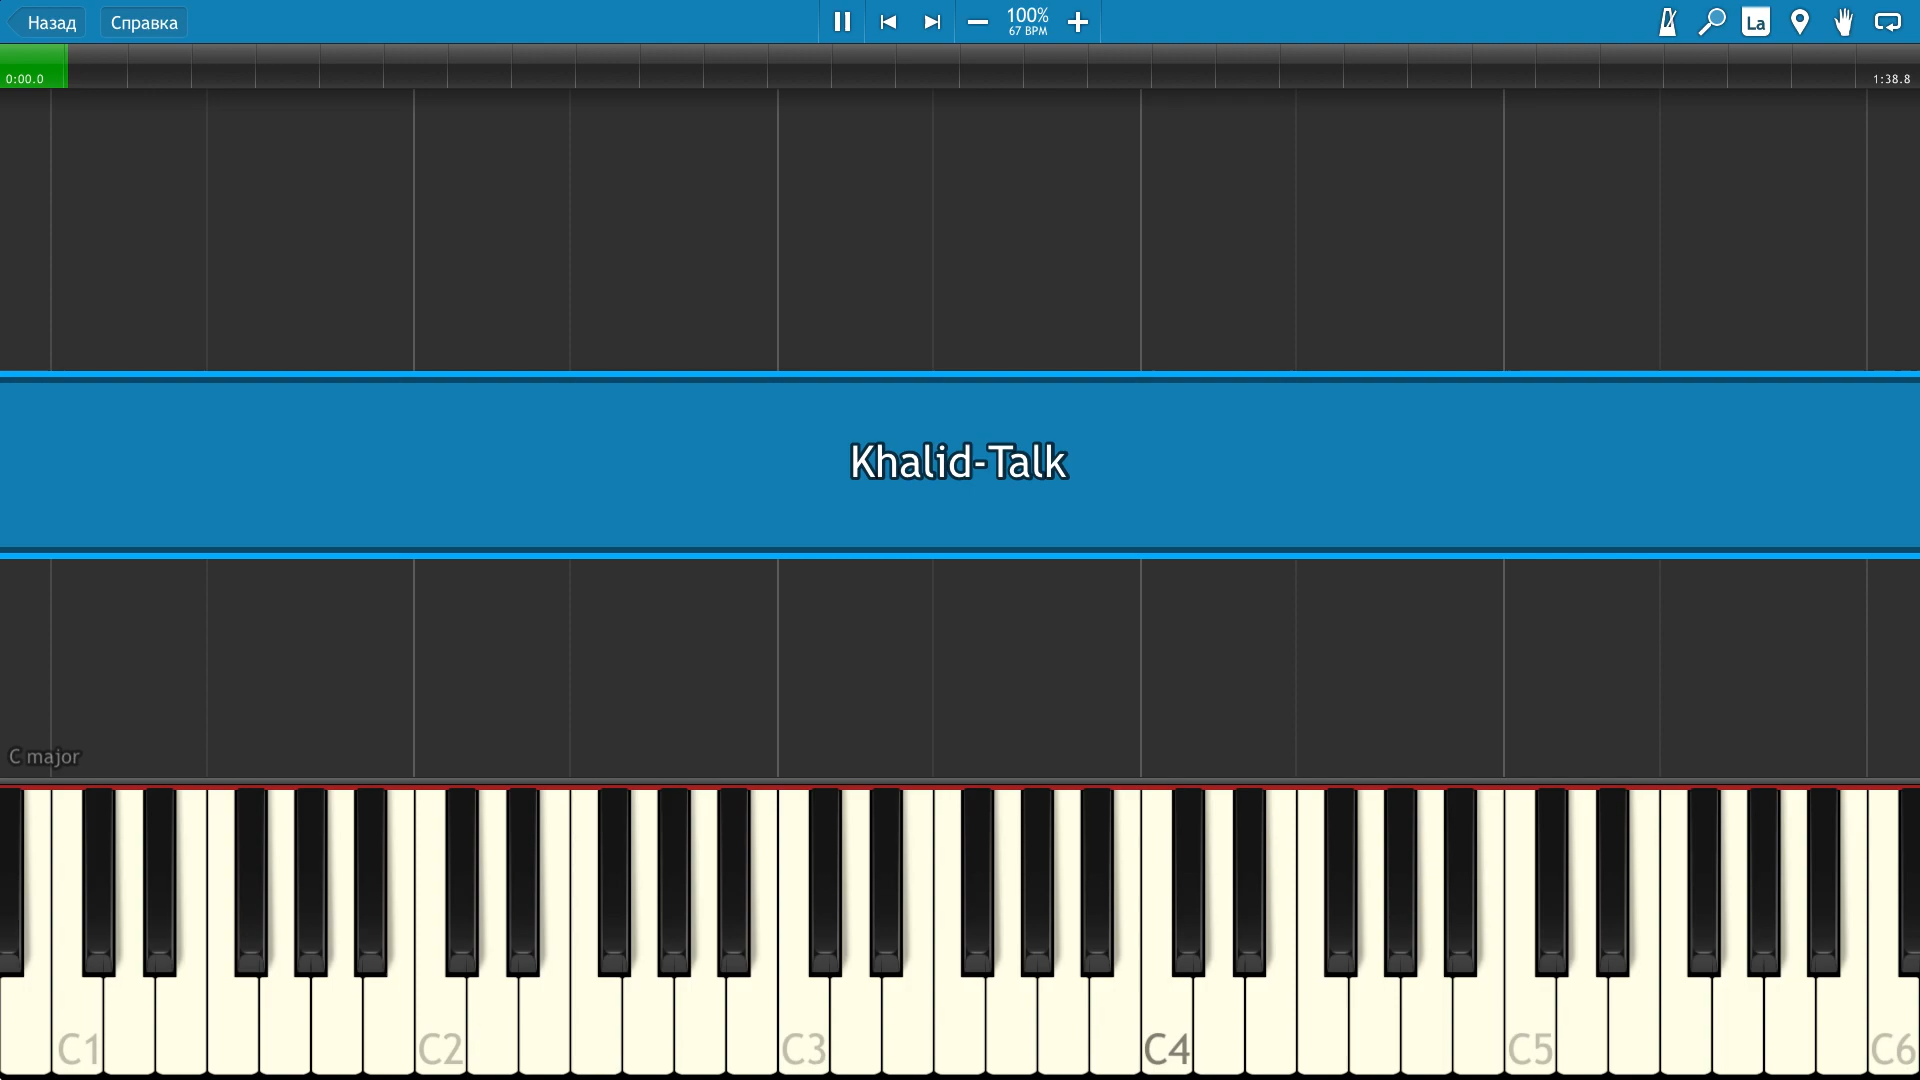 Назад
Справка
100%
67 BPM
La
0:00.0
1:38.8
Khalid-Talk
C major
C1
C2
C3
C4
C5
C6